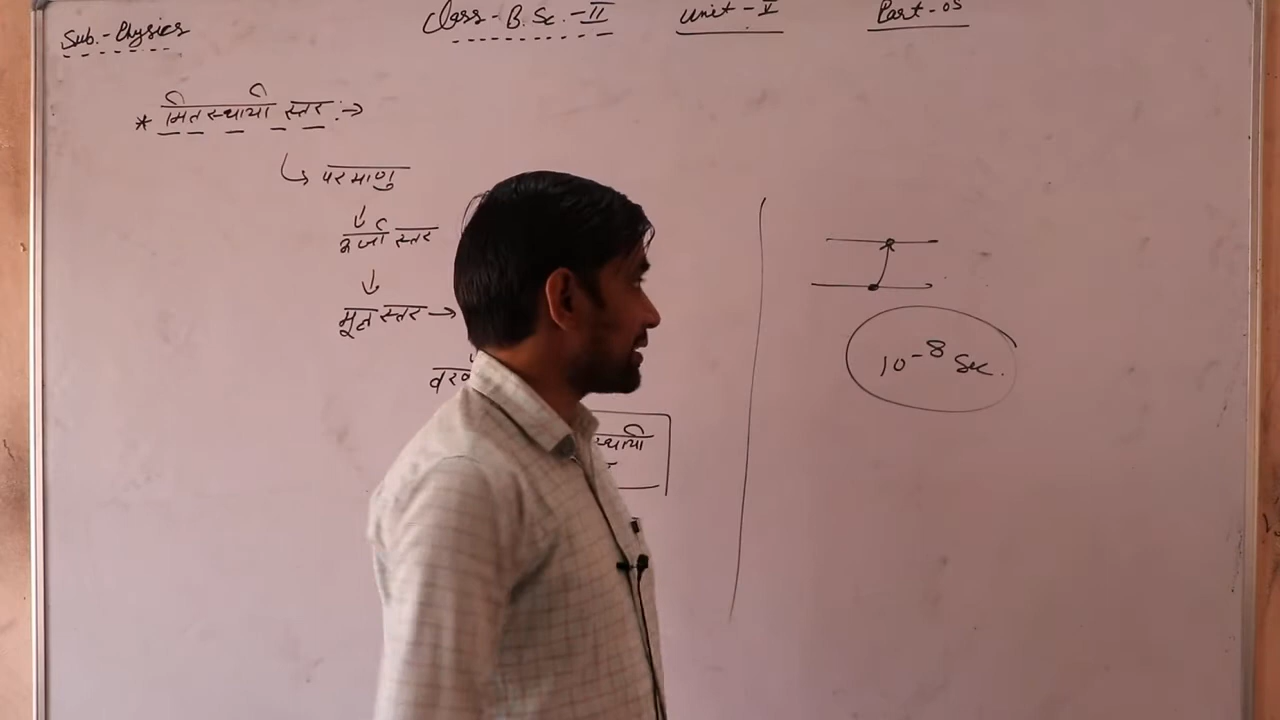 Sub.- Physics
Class- B.Sc.-II
Unit - V
Part-05
* मितस्थायी स्तर :→
↳ परमाणु
↓
ऊर्जा स्तर
↓
मूल स्तर →
स्थायी
10-8 Sec.